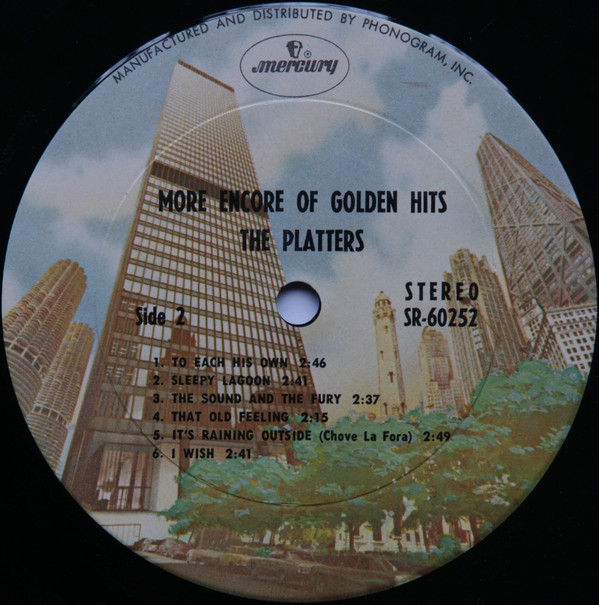 MANUFACTURED AND DISTRIBUTED BY PHONOGRAM, INC.
mercury
MORE ENCORE OF GOLDEN HITS
THE PLATTERS
STEREO
Side 2
SR-60252
1. TO EACH HIS OWN 2:46
2. SLEEPY LAGOON 2:41
3. THE SOUND AND THE FURY 2:37
4. THAT OLD FEELING 2:15
5. IT'S RAINING OUTSIDE (Chove La Fora) 2:49
6. I WISH 2:41